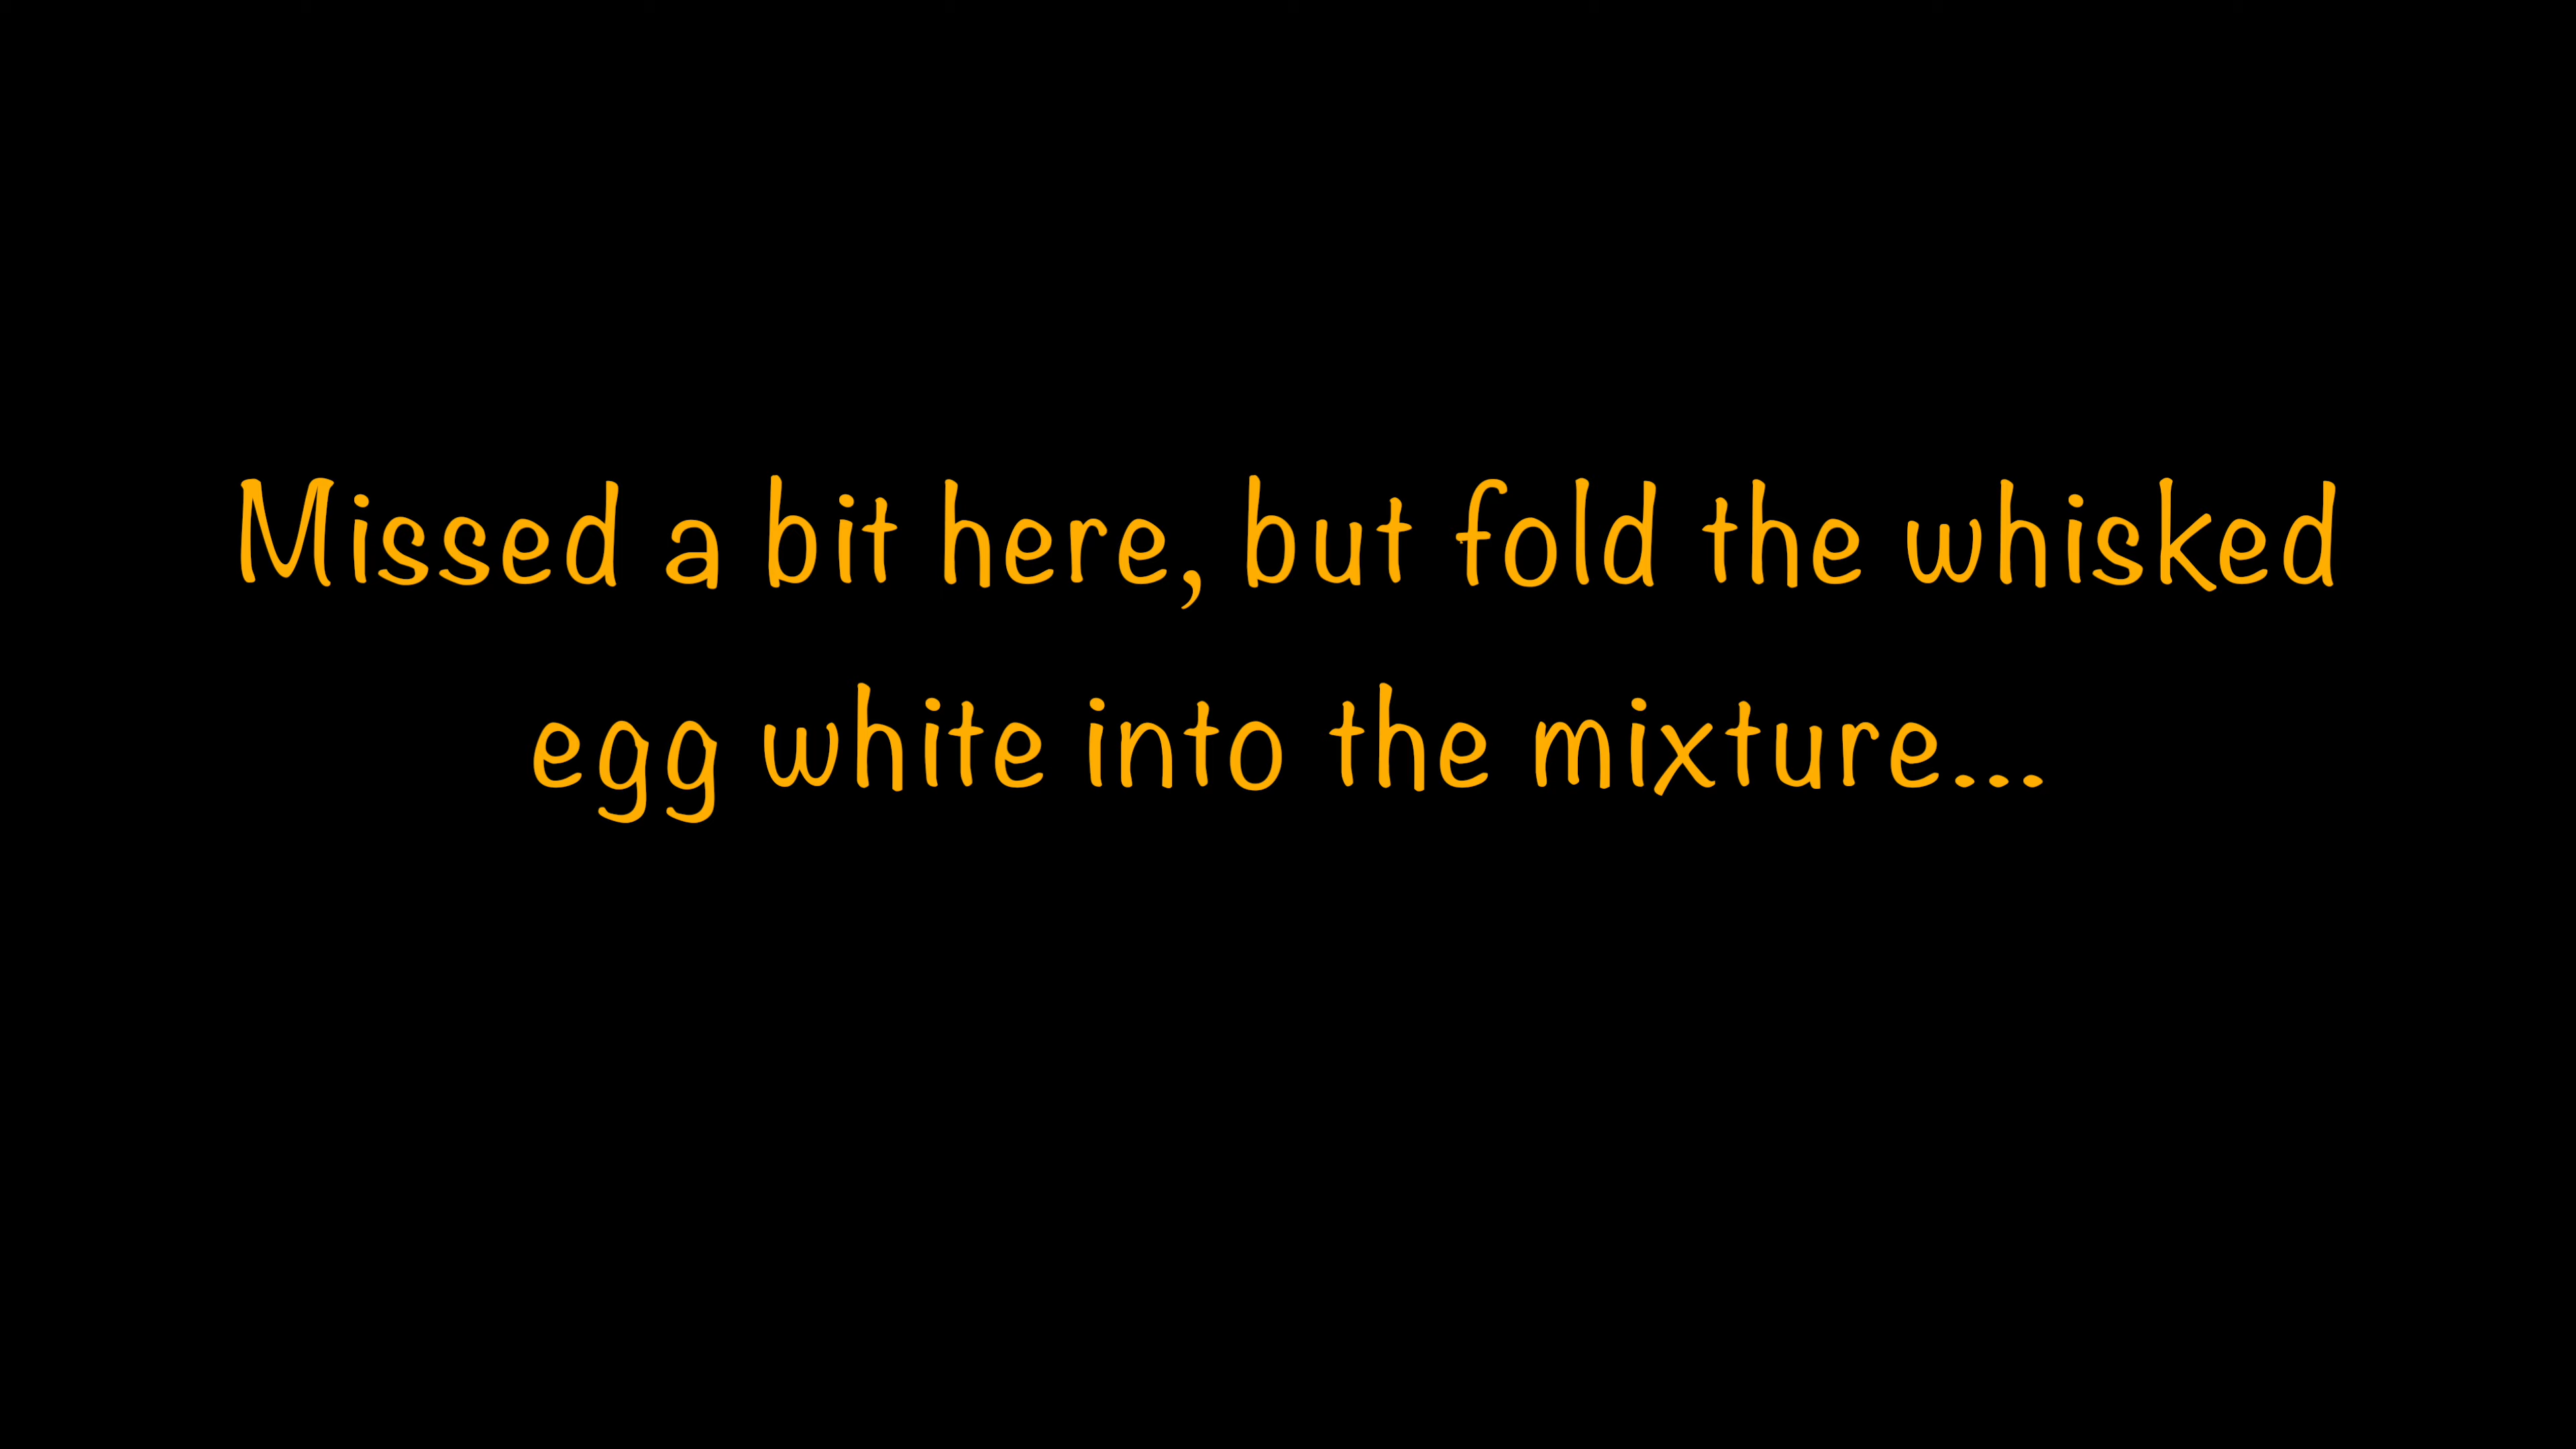 Missed a bit here, but fold the whisked
egg white into the mixture...